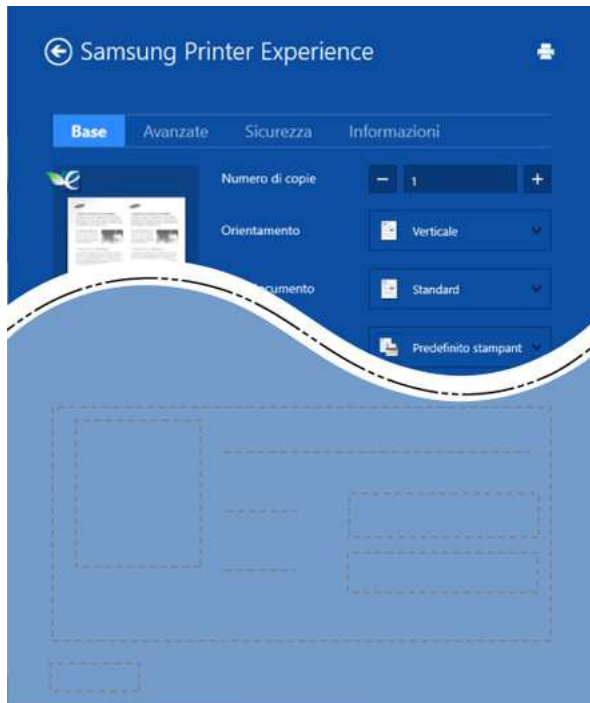 Samsung Printer Experience
Base Avanzate Sicurezza Informazioni
Numero di copie 1
Orientamento Verticale
Standard
Predefinito stampant